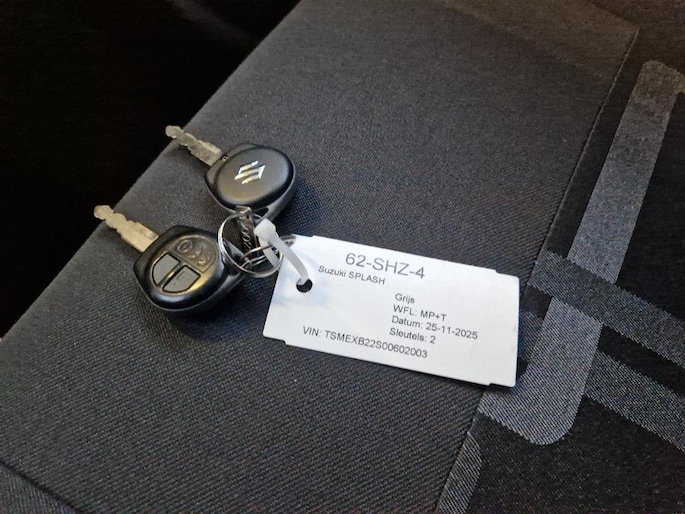 62-SHZ-4
Suzuki SPLASH
Grijs
WFL: MP+T
Datum: 25-11-2025
Sleutels: 2
VIN: TSMEXB22S00602003